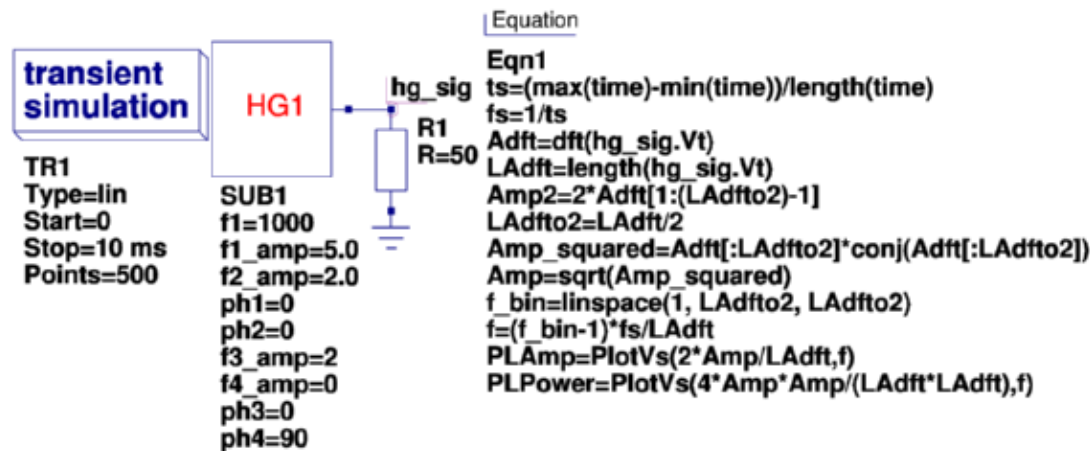 transient
simulation
TR1
Type=lin
Start=0
Stop=10 ms
Points=500
HG1
SUB1
f1=1000
f1_amp=5.0
f2_amp=2.0
ph1=0
ph2=0
f3_amp=2
f4_amp=0
ph3=0
ph4=90
hg_sig
R1
R=50
Equation
Eqn1
ts=(max(time)-min(time))/length(time)
fs=1/ts
Adft=dft(hg_sig.Vt)
LAdft=length(hg_sig.Vt)
Amp2=2*Adft[1:(LAdfto2)-1]
LAdfto2=LAdft/2
Amp_squared=Adft[:LAdfto2]*conj(Adft[:LAdfto2])
Amp=sqrt(Amp_squared)
f_bin=linspace(1, LAdfto2, LAdfto2)
f=(f_bin-1)*fs/LAdft
PLAmp=PlotVs(2*Amp/LAdft,f)
PLPower=PlotVs(4*Amp*Amp/(LAdft*LAdft),f)